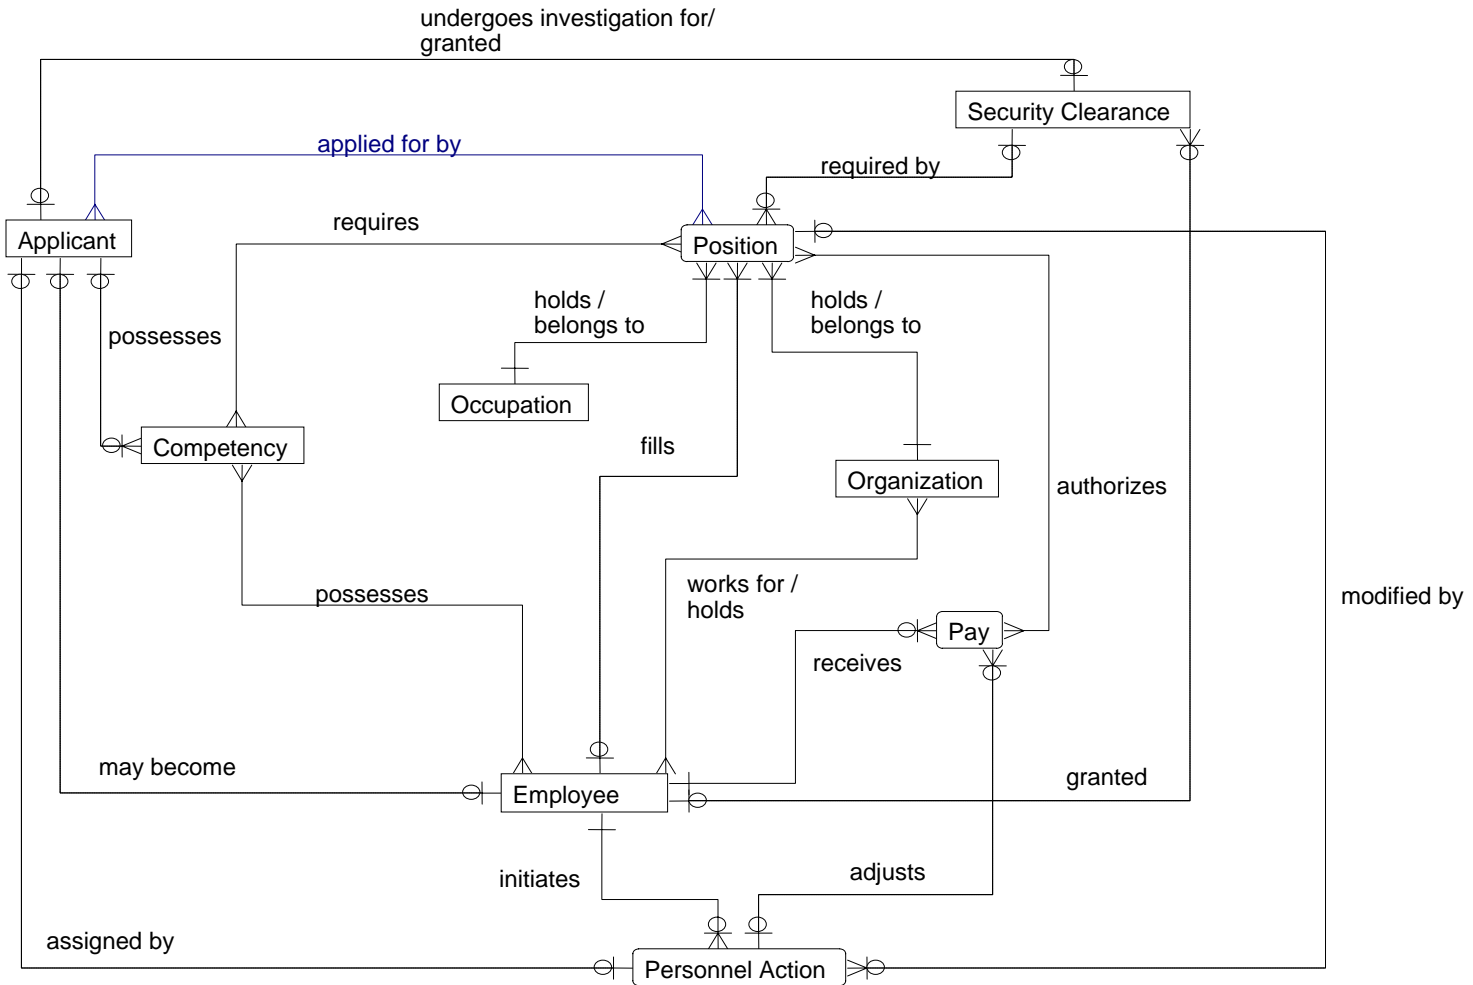 undergoes investigation for/
granted
Security Clearance
applied for by
required by
Applicant
requires
Position
holds /
belongs to
holds /
belongs to
possesses
Occupation
Competency
fills
Organization
authorizes
possesses
works for /
holds
modified by
Pay
receives
may become
Employee
granted
initiates
adjusts
assigned by
Personnel Action